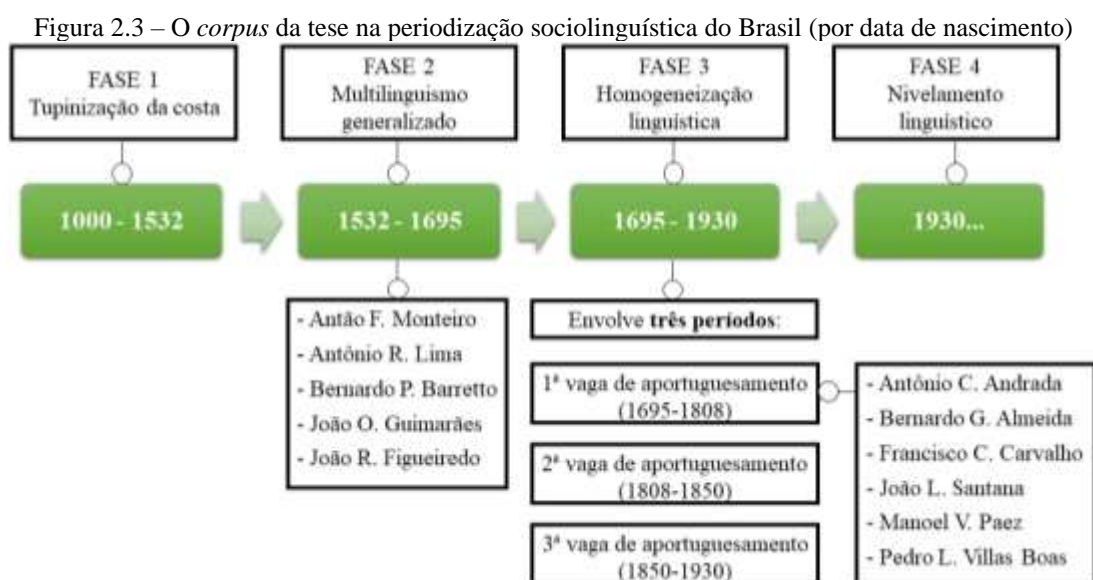 Figura 2.3 – O corpus da tese na periodização sociolinguística do Brasil (por data de nascimento)
FASE 1
Tupinização da costa
FASE 2
Multilinguismo
generalizado
FASE 3
Homogeneização
linguística
FASE 4
Nivelamento
linguístico
1000 - 1532
1532 - 1695
1695 - 1930
1930...
- Antão F. Monteiro
- Antônio R. Lima
- Bernardo P. Barretto
- João O. Guimarães
- João R. Figueiredo
Envolve três períodos:
1ª vaga de aportuguesamento
(1695-1808)
2ª vaga de aportuguesamento
(1808-1850)
3ª vaga de aportuguesamento
(1850-1930)
- Antônio C. Andrada
- Bernardo G. Almeida
- Francisco C. Carvalho
- João L. Santana
- Manoel V. Paez
- Pedro L. Villas Boas